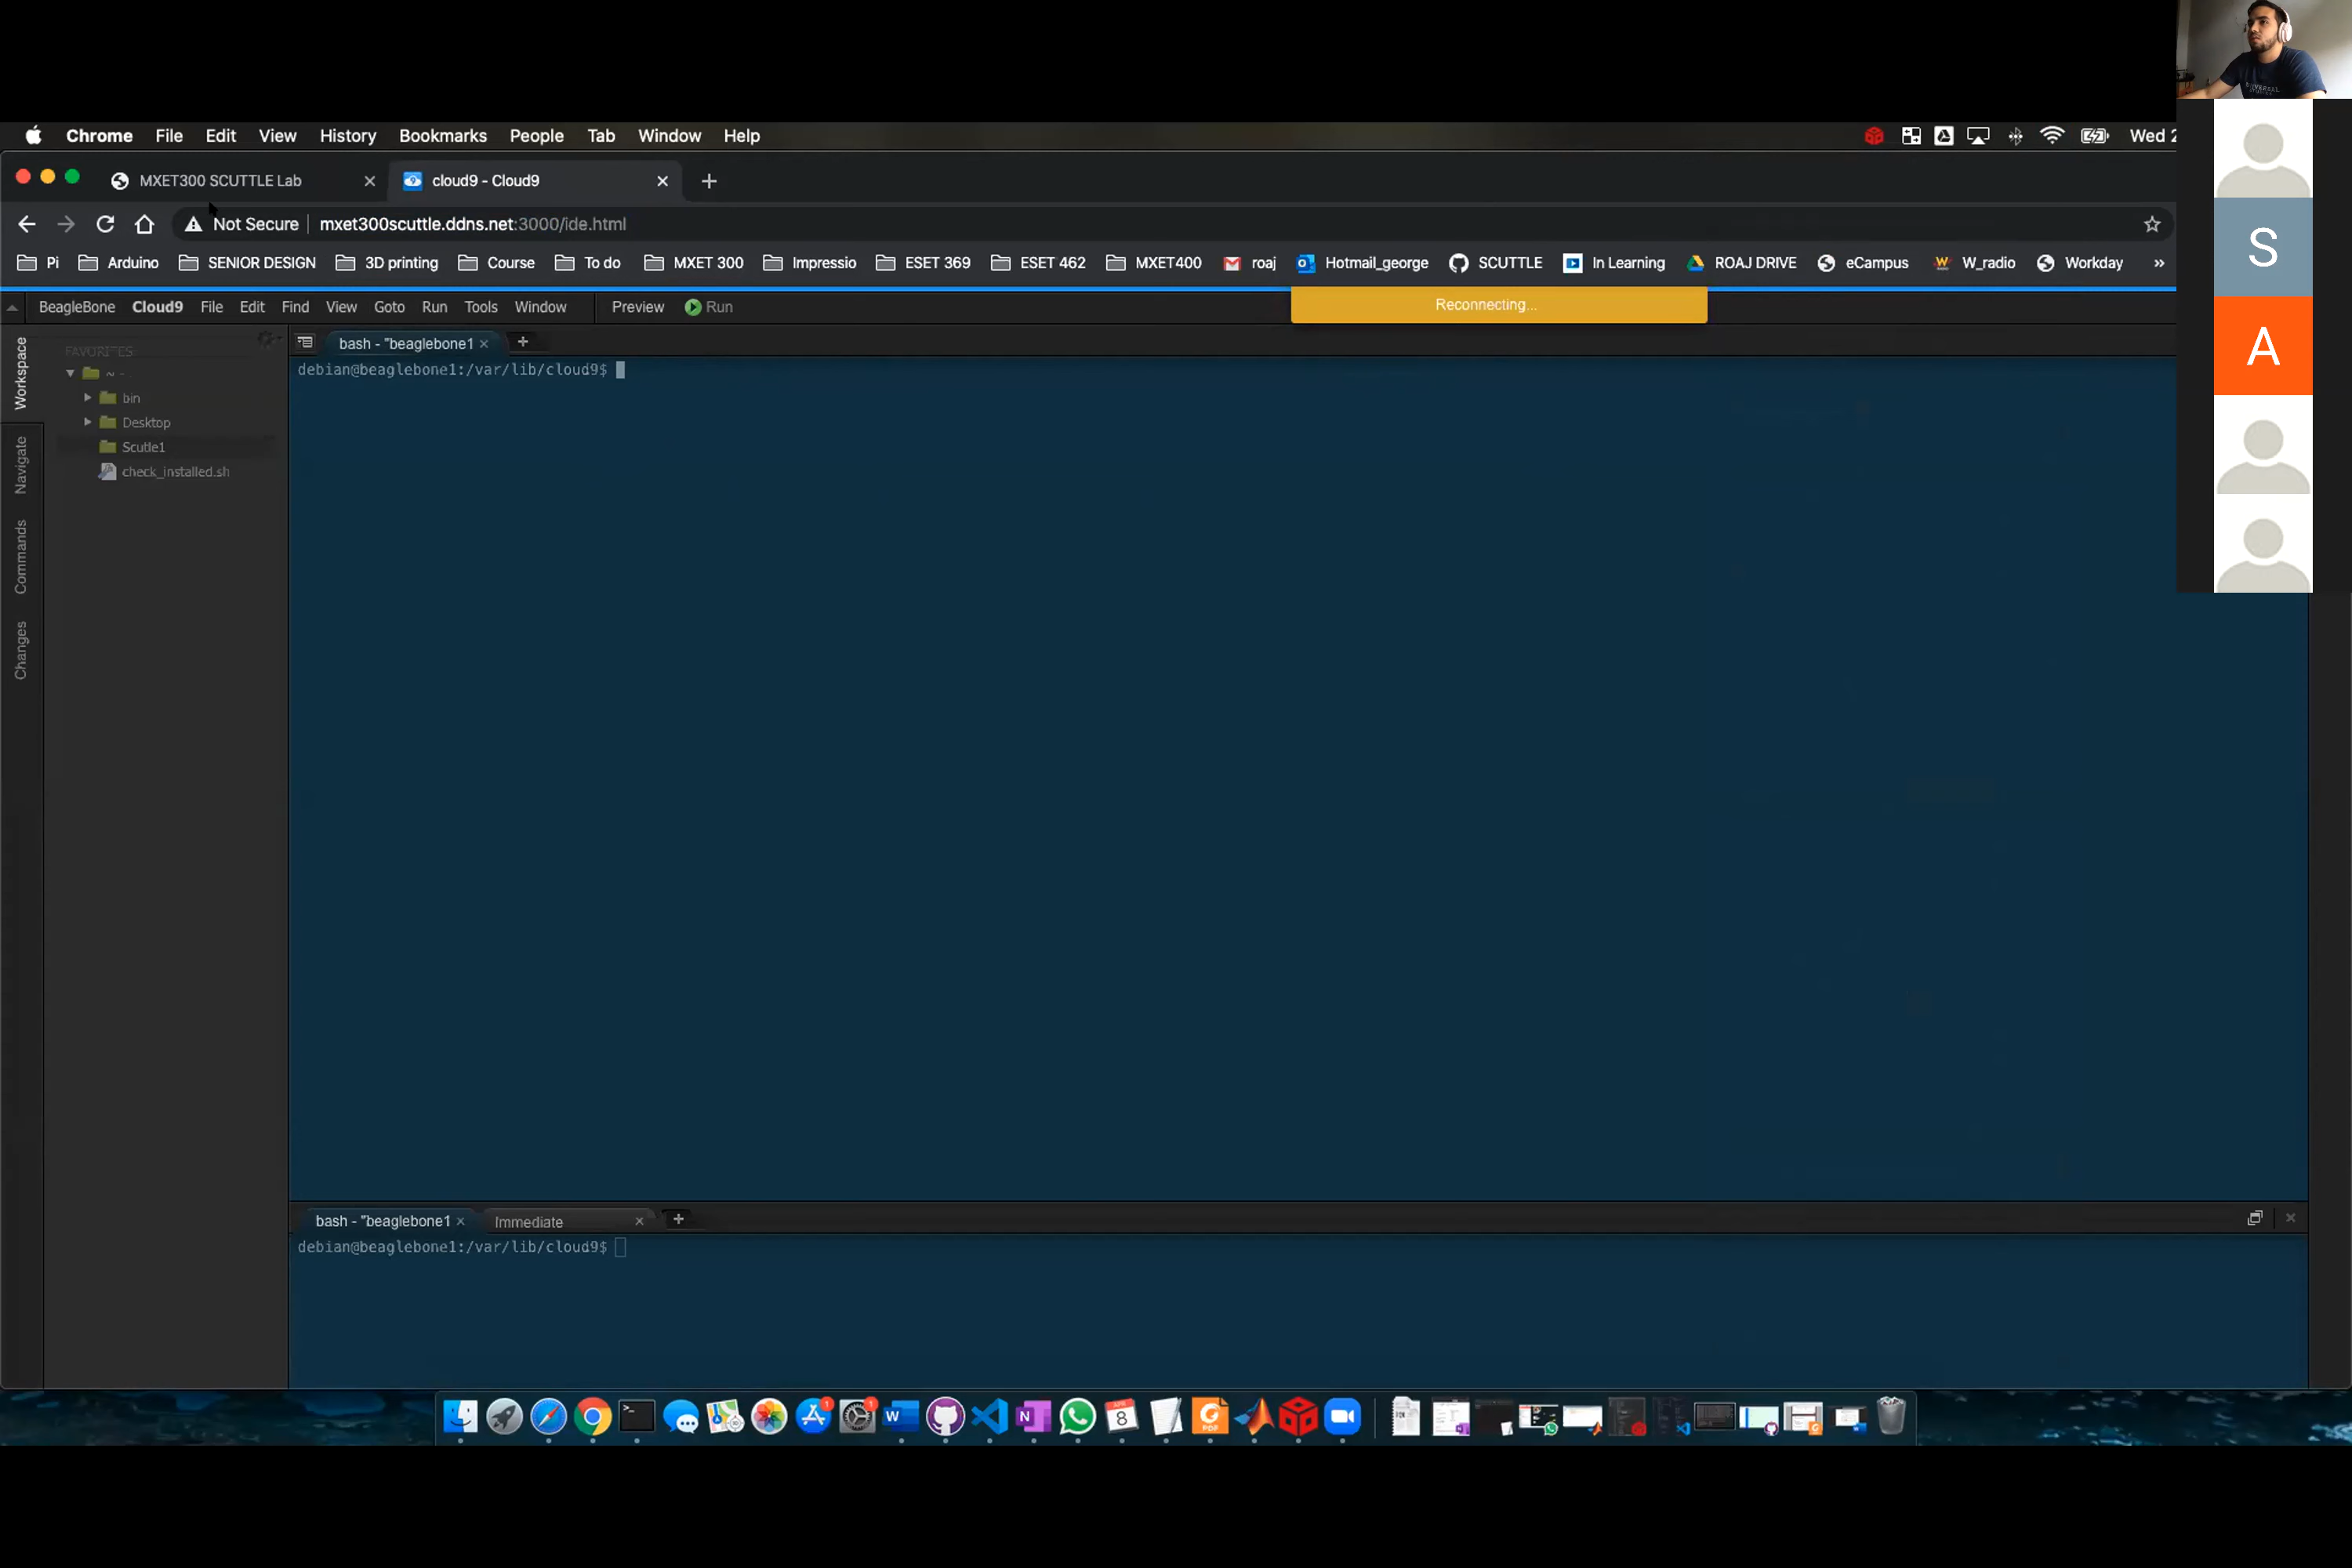 Chrome File Edit View History Bookmarks People Tab Window Help
Wed 2
MXET300 SCUTTLE Lab
cloud9 - Cloud9
Not Secure mxet300scuttle.ddns.net:3000/ide.html
Pi Arduino SENIOR DESIGN 3D printing Course To do MXET 300 Impressio ESET 369 ESET 462 MXET400 roaj Hotmail_george SCUTTLE In Learning ROAJ DRIVE eCampus W_radio Workday »
BeagleBone Cloud9 File Edit Find View Goto Run Tools Window Preview Run
Reconnecting...
Workspace
Navigate
Commands
Changes
FAVORITES
~
bin
Desktop
Scutle1
check_installed.sh
bash - "beaglebone1
debian@beaglebone1:/var/lib/cloud9$
bash - "beaglebone1
Immediate
debian@beaglebone1:/var/lib/cloud9$
S
A
8